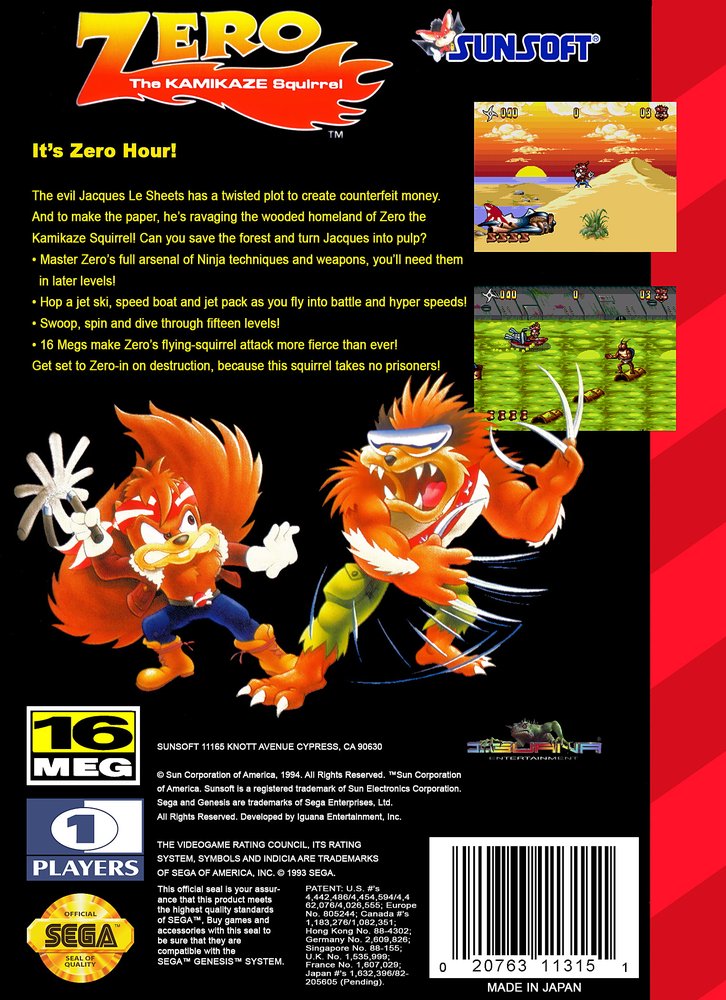 ZERO
The KAMIKAZE Squirrel
TM
SUNSOFT®
It's Zero Hour!
The evil Jacques Le Sheets has a twisted plot to create counterfeit money.
And to make the paper, he's ravaging the wooded homeland of Zero the
Kamikaze Squirrel! Can you save the forest and turn Jacques into pulp?
• Master Zero's full arsenal of Ninja techniques and weapons, you'll need them
in later levels!
• Hop a jet ski, speed boat and jet pack as you fly into battle and hyper speeds!
• Swoop, spin and dive through fifteen levels!
• 16 Megs make Zero's flying-squirrel attack more fierce than ever!
Get set to Zero-in on destruction, because this squirrel takes no prisoners!
040 0 03
040 0 03
16
MEG
1
PLAYERS
OFFICIAL
SEGA™
SEAL OF
QUALITY
SUNSOFT 11165 KNOTT AVENUE CYPRESS, CA 90630
IGUANA
ENTERTAINMENT
© Sun Corporation of America, 1994. All Rights Reserved. ™Sun Corporation
of America. Sunsoft is a registered trademark of Sun Electronics Corporation.
Sega and Genesis are trademarks of Sega Enterprises, Ltd.
All Rights Reserved. Developed by Iguana Entertainment, Inc.
THE VIDEOGAME RATING COUNCIL, ITS RATING
SYSTEM, SYMBOLS AND INDICIA ARE TRADEMARKS
OF SEGA OF AMERICA, INC. © 1993 SEGA.
This official seal is your assur-
ance that this product meets
the highest quality standards
of SEGA™. Buy games and
accessories with this seal to
be sure that they are
compatible with the
SEGA™ GENESIS™ SYSTEM.
PATENT: U.S. #'s
4,442,486/4,454,594/4,4
62,076/4,026,555; Europe
No. 805244; Canada #'s
1,183,276/1,082,351;
Hong Kong No. 88-4302;
Germany No. 2,609,826;
Singapore No. 88-155;
U.K. No. 1,535,999;
France No. 1,607,029;
Japan #'s 1,632,396/82-
205605 (Pending).
0 20763 11315 1
MADE IN JAPAN